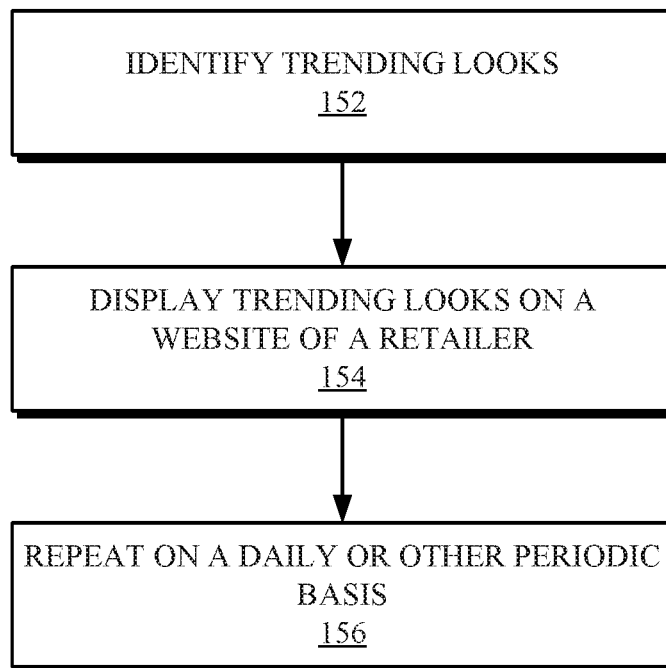 IDENTIFY TRENDING LOOKS
152
DISPLAY TRENDING LOOKS ON A
WEBSITE OF A RETAILER
154
REPEAT ON A DAILY OR OTHER PERIODIC
BASIS
156